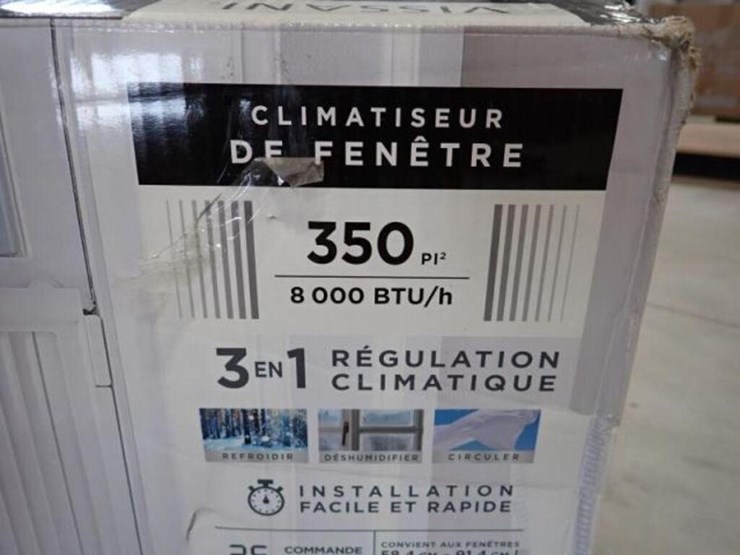 VISSANI
CLIMATISEUR
DE FENÊTRE
350 PI²
8 000 BTU/h
3 EN 1 RÉGULATION
CLIMATIQUE
REFROIDIR DÉSHUMIDIFIER CIRCULER
INSTALLATION
FACILE ET RAPIDE
COMMANDE
CONVIENT AUX FENÊTRES